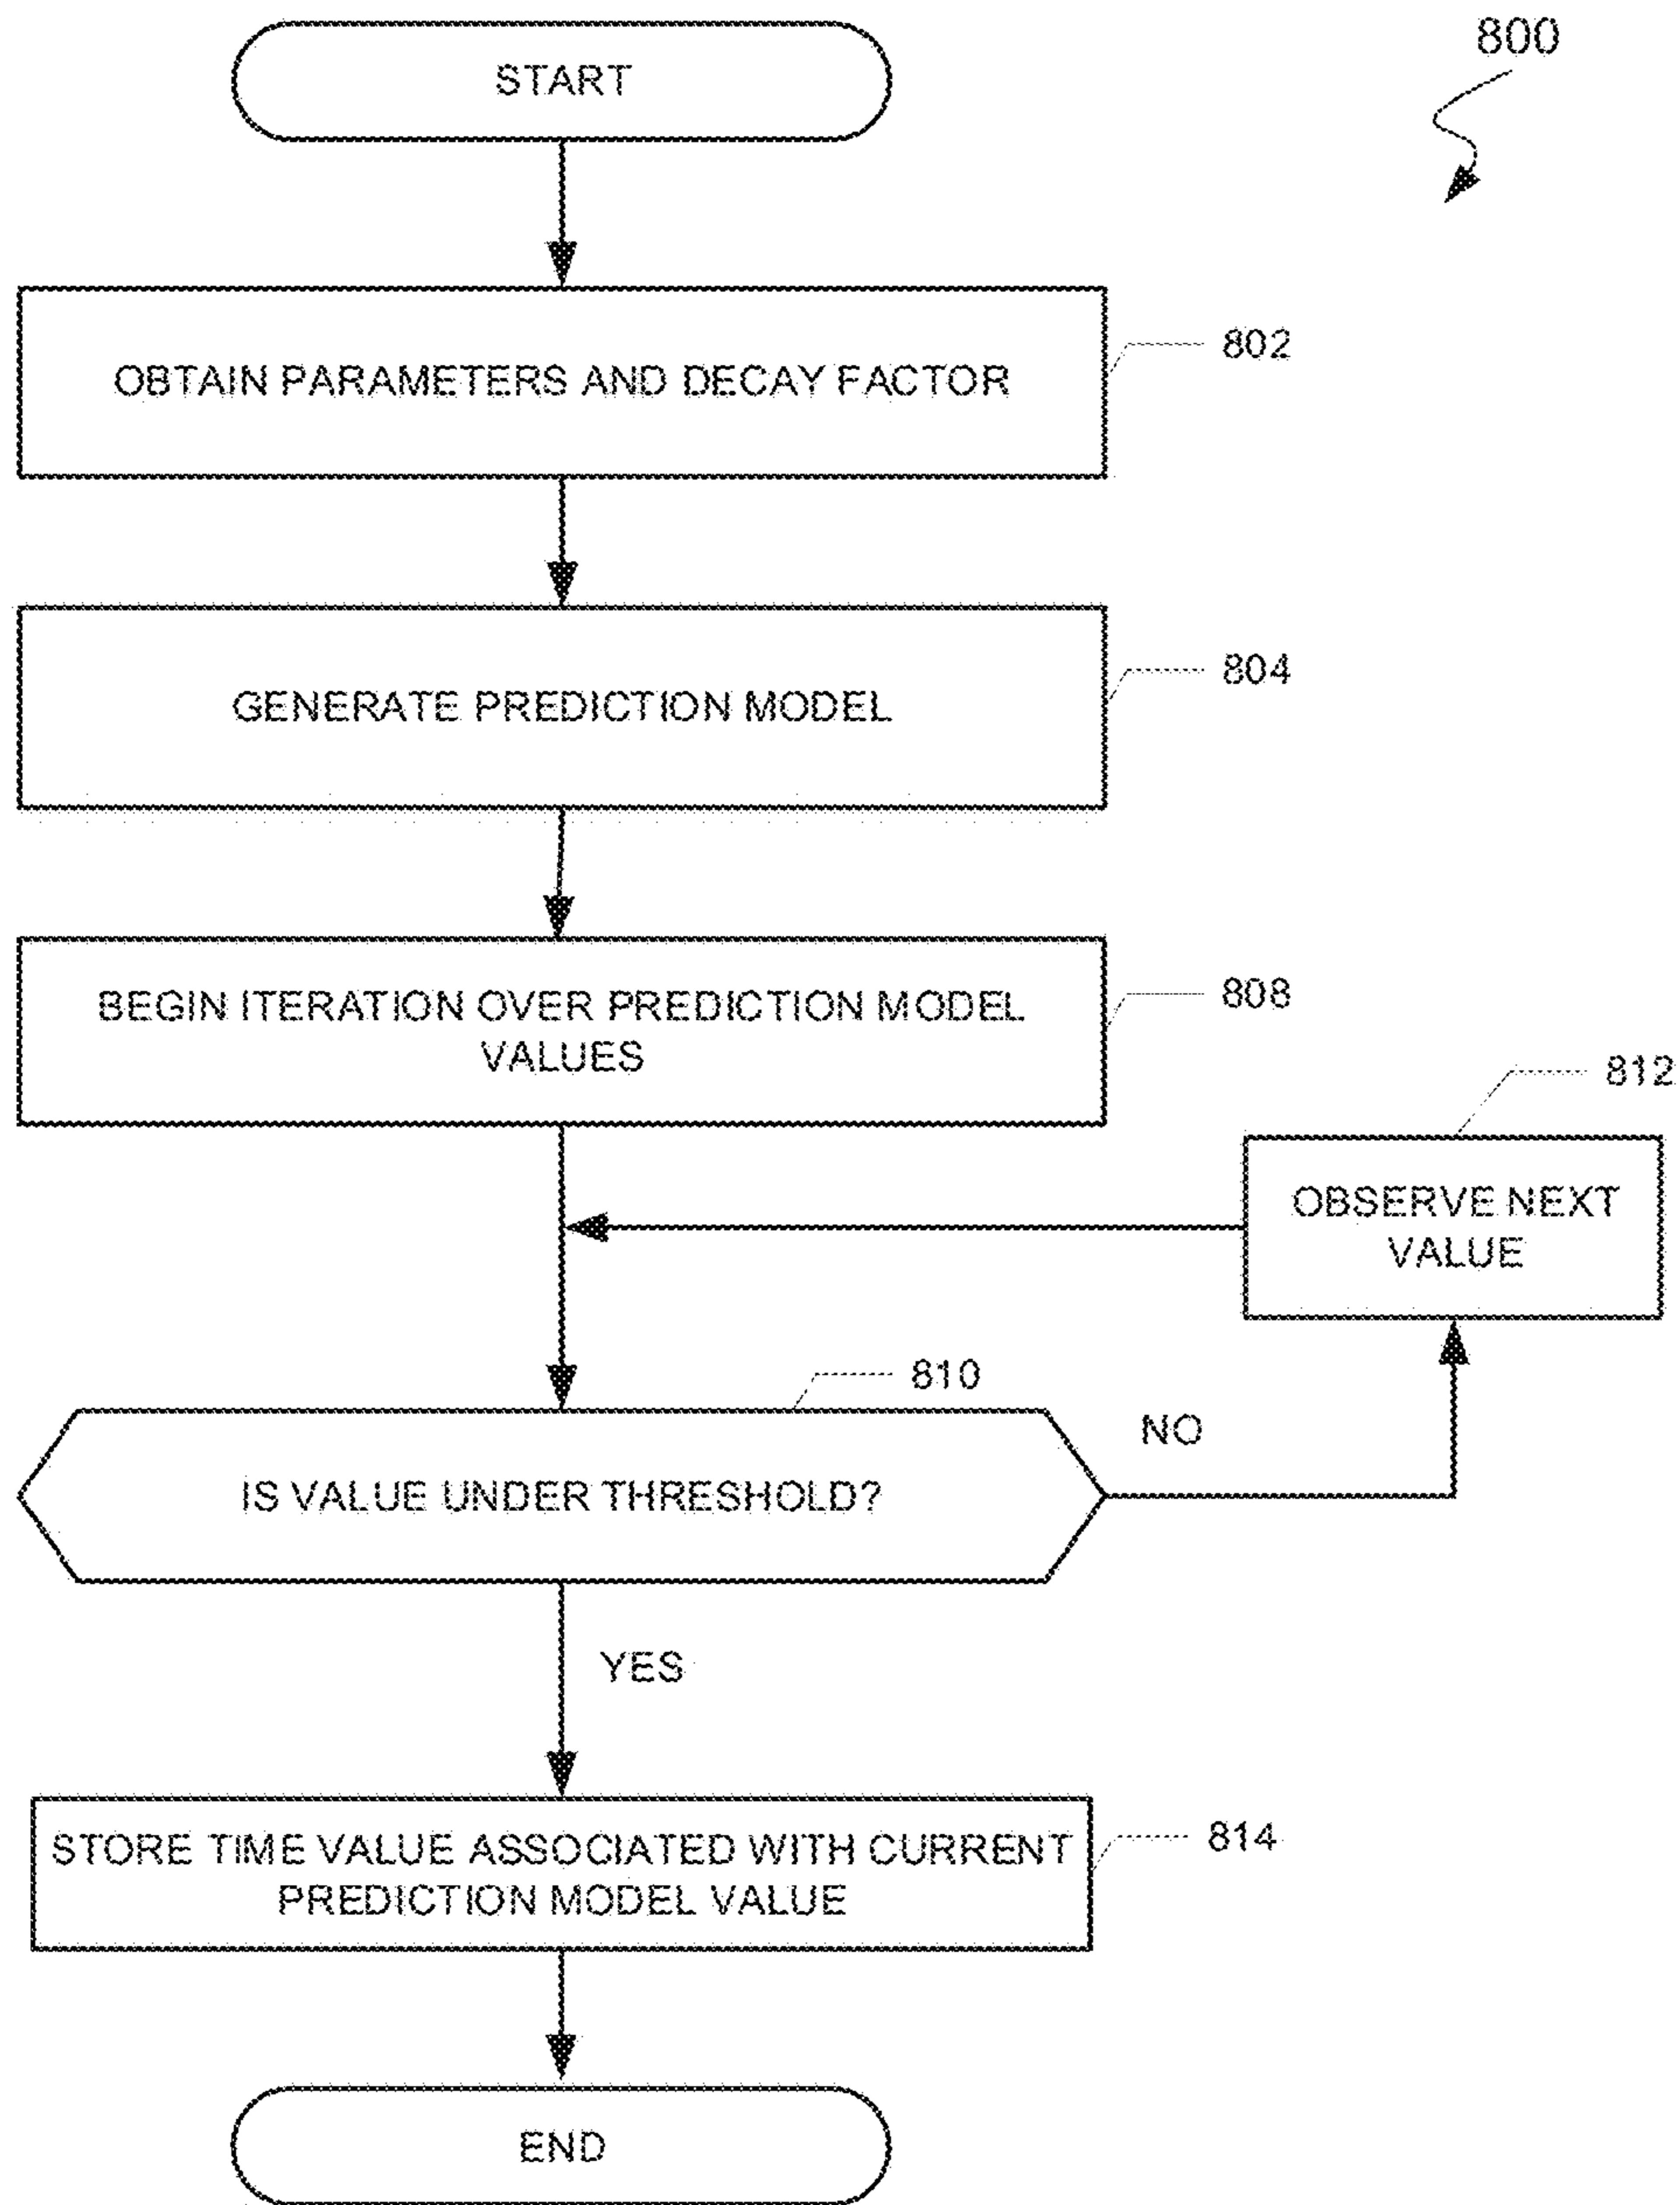 800
START
OBTAIN PARAMETERS AND DECAY FACTOR
802
GENERATE PREDICTION MODEL
804
BEGIN ITERATION OVER PREDICTION MODEL
VALUES
808
812
OBSERVE NEXT
VALUE
810
NO
IS VALUE UNDER THRESHOLD?
YES
STORE TIME VALUE ASSOCIATED WITH CURRENT
PREDICTION MODEL VALUE
814
END